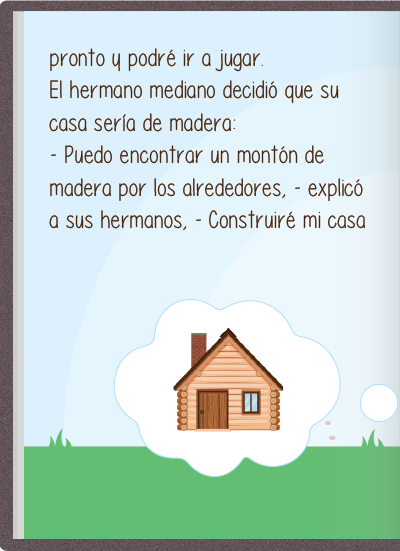 pronto y podré ir a jugar.
El hermano mediano decidió que su
casa sería de madera:
- Puedo encontrar un montón de
madera por los alrededores, - explicó
a sus hermanos, - Construiré mi casa